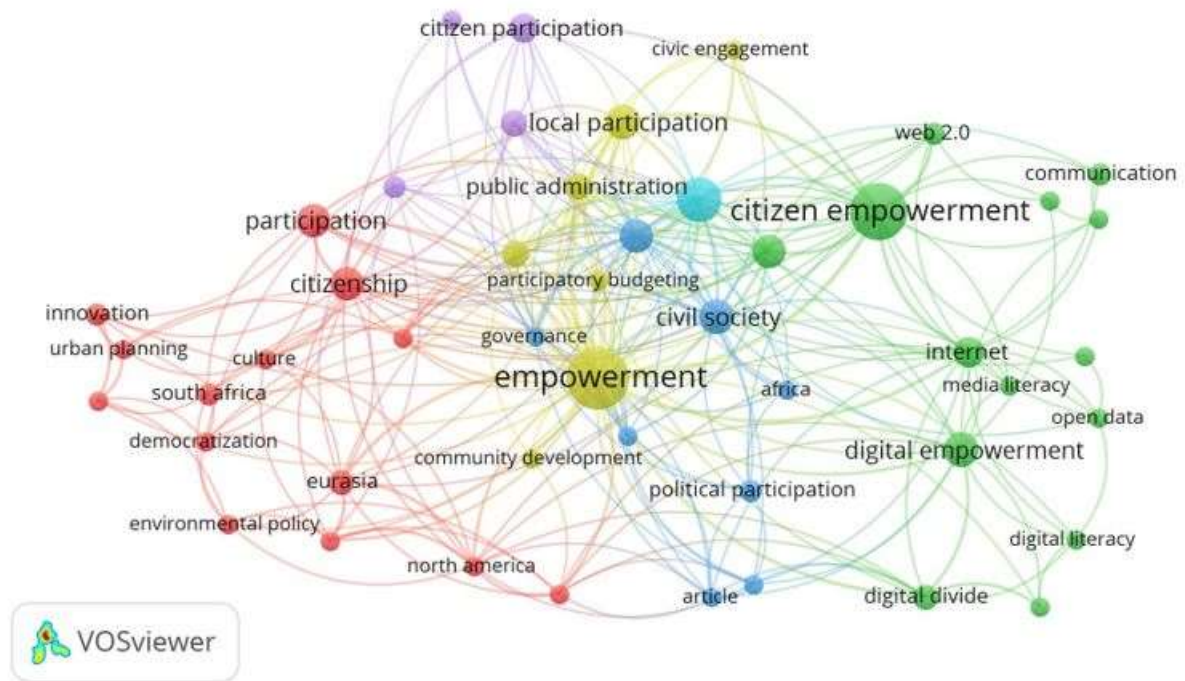 citizen participation
civic engagement
local participation
web 2.0
communication
public administration
citizen empowerment
participation
participatory budgeting
citizenship
innovation
civil society
governance
urban planning
culture
internet
empowerment
media literacy
south africa
africa
open data
democratization
community development
digital empowerment
eurasia
political participation
environmental policy
digital literacy
north america
article
digital divide
VOSviewer